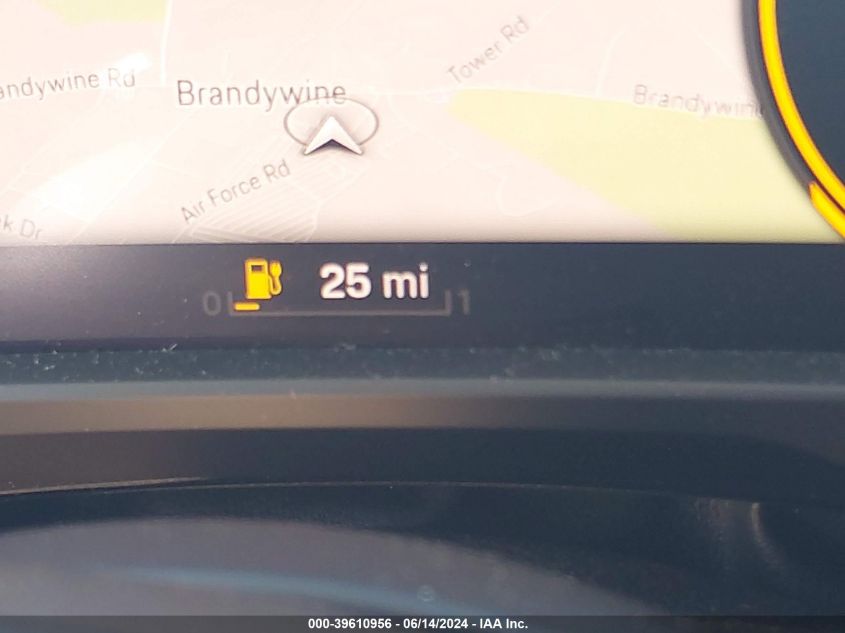 Tower Rd
andywine Rd
Brandywine
Brandywine
Air Force Rd
k Dr
25 mi
0 1
000-39610956 - 06/14/2024 - IAA Inc.